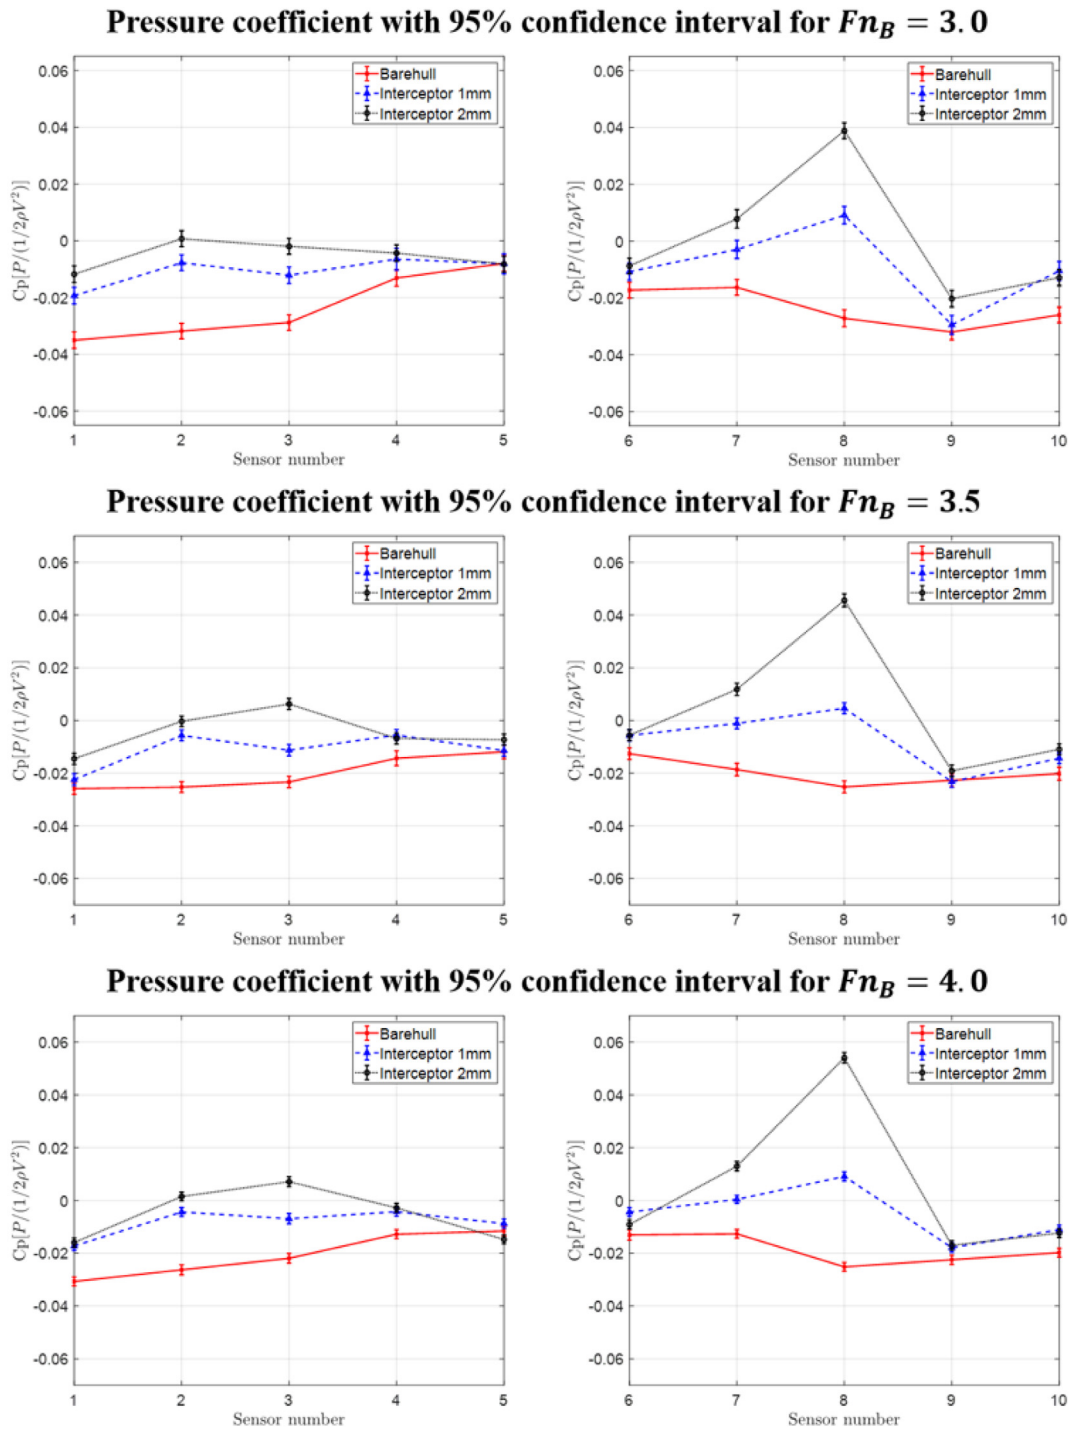 Pressure coefficient with 95% confidence interval for Fn_B = 3.0
0.06
0.04
0.02
0
-0.02
-0.04
-0.06
Cp[P/(1/2ρV²)]
Barehull
Interceptor 1mm
Interceptor 2mm
1 2 3 4 5
Sensor number
0.06
0.04
0.02
0
-0.02
-0.04
-0.06
Cp[P/(1/2ρV²)]
Barehull
Interceptor 1mm
Interceptor 2mm
6 7 8 9 10
Sensor number
Pressure coefficient with 95% confidence interval for Fn_B = 3.5
0.06
0.04
0.02
0
-0.02
-0.04
-0.06
Cp[P/(1/2ρV²)]
Barehull
Interceptor 1mm
Interceptor 2mm
1 2 3 4 5
Sensor number
0.06
0.04
0.02
0
-0.02
-0.04
-0.06
Cp[P/(1/2ρV²)]
Barehull
Interceptor 1mm
Interceptor 2mm
6 7 8 9 10
Sensor number
Pressure coefficient with 95% confidence interval for Fn_B = 4.0
0.06
0.04
0.02
0
-0.02
-0.04
-0.06
Cp[P/(1/2ρV²)]
Barehull
Interceptor 1mm
Interceptor 2mm
1 2 3 4 5
Sensor number
0.06
0.04
0.02
0
-0.02
-0.04
-0.06
Cp[P/(1/2ρV²)]
Barehull
Interceptor 1mm
Interceptor 2mm
6 7 8 9 10
Sensor number